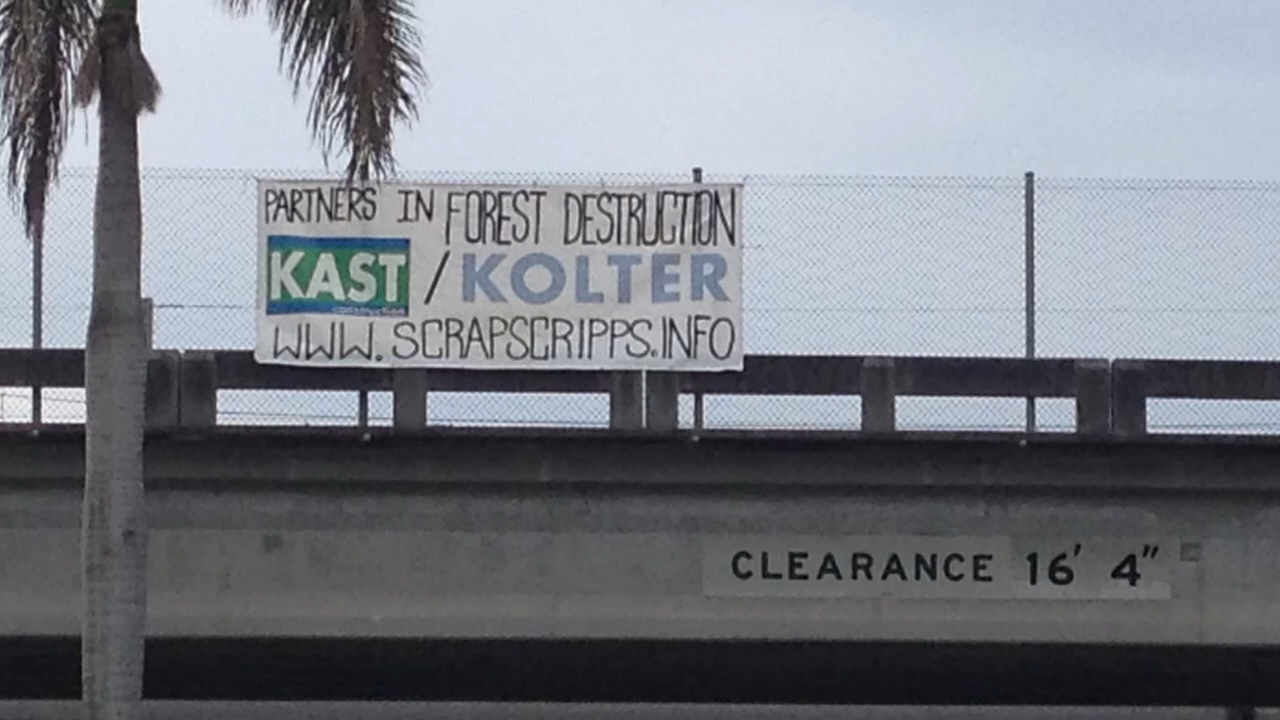 PARTNERS IN FOREST DESTRUCTION
KAST / KOLTER
WWW.SCRAPSCRIPPS.INFO
CLEARANCE 16' 4"